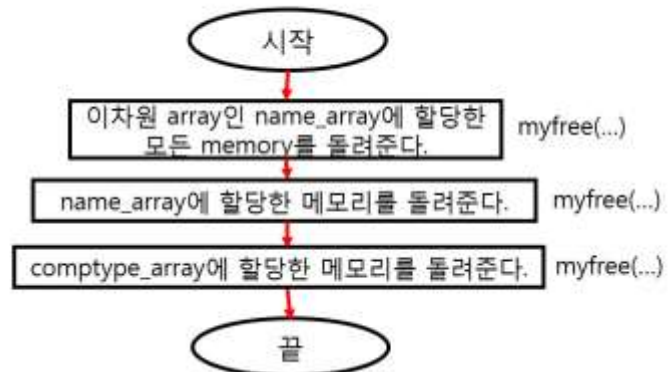 시작
이차원 array인 name_array에 할당한
모든 memory를 돌려준다.
myfree(...)
name_array에 할당한 메모리를 돌려준다.
myfree(...)
comptype_array에 할당한 메모리를 돌려준다.
myfree(...)
끝